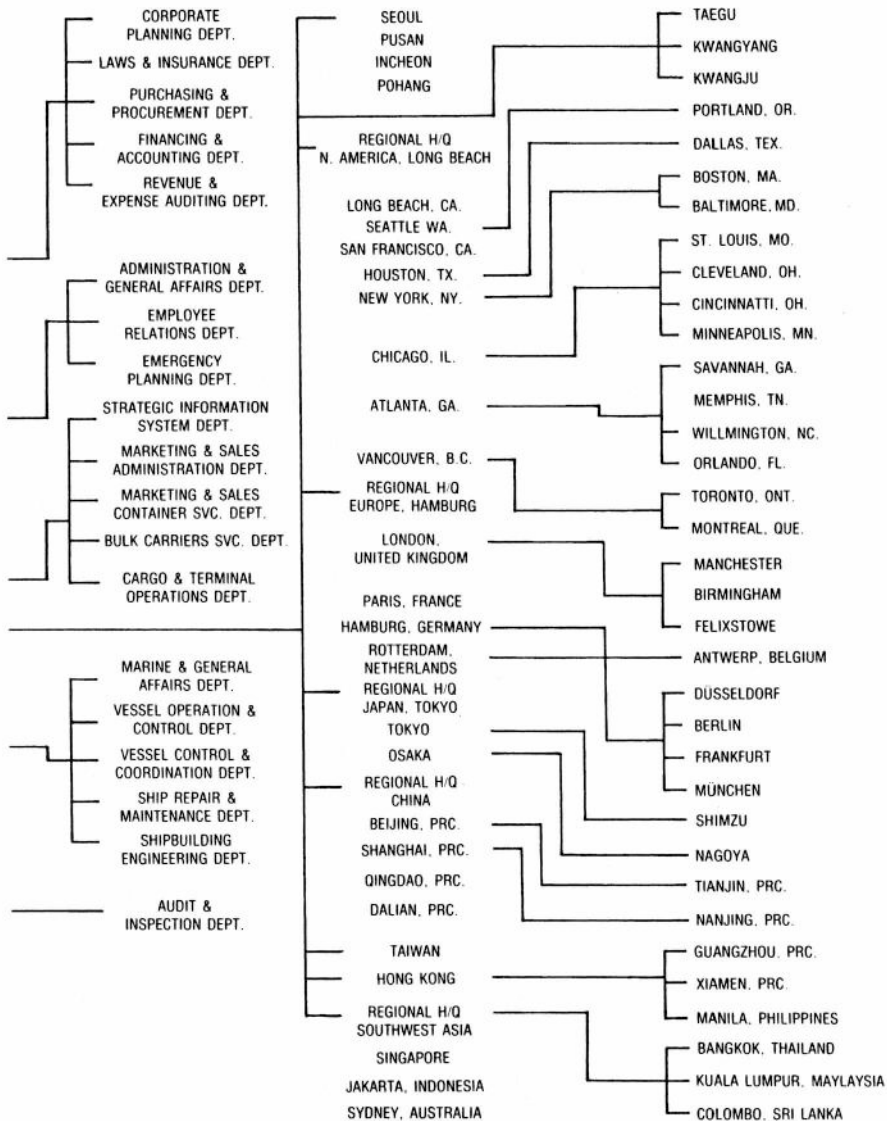 CORPORATE
PLANNING DEPT.
LAWS & INSURANCE DEPT.
PURCHASING &
PROCUREMENT DEPT.
FINANCING &
ACCOUNTING DEPT.
REVENUE &
EXPENSE AUDITING DEPT.
ADMINISTRATION &
GENERAL AFFAIRS DEPT.
EMPLOYEE
RELATIONS DEPT.
EMERGENCY
PLANNING DEPT.
STRATEGIC INFORMATION
SYSTEM DEPT.
MARKETING & SALES
ADMINISTRATION DEPT.
MARKETING & SALES
CONTAINER SVC. DEPT.
BULK CARRIERS SVC. DEPT.
CARGO & TERMINAL
OPERATIONS DEPT.
MARINE & GENERAL
AFFAIRS DEPT.
VESSEL OPERATION &
CONTROL DEPT.
VESSEL CONTROL &
COORDINATION DEPT.
SHIP REPAIR &
MAINTENANCE DEPT.
SHIPBUILDING
ENGINEERING DEPT.
AUDIT &
INSPECTION DEPT.
SEOUL
PUSAN
INCHEON
POHANG
REGIONAL H/Q
N. AMERICA, LONG BEACH
LONG BEACH, CA.
SEATTLE WA.
SAN FRANCISCO, CA.
HOUSTON, TX.
NEW YORK, NY.
CHICAGO, IL.
ATLANTA, GA.
VANCOUVER, B.C.
REGIONAL H/Q
EUROPE, HAMBURG
LONDON,
UNITED KINGDOM
PARIS, FRANCE
HAMBURG, GERMANY
ROTTERDAM,
NETHERLANDS
REGIONAL H/Q
JAPAN, TOKYO
TOKYO
OSAKA
REGIONAL H/Q
CHINA
BEIJING, PRC.
SHANGHAI, PRC.
QINGDAO, PRC.
DALIAN, PRC.
TAIWAN
HONG KONG
REGIONAL H/Q
SOUTHWEST ASIA
SINGAPORE
JAKARTA, INDONESIA
SYDNEY, AUSTRALIA
TAEGU
KWANGYANG
KWANGJU
PORTLAND, OR.
DALLAS, TEX.
BOSTON, MA.
BALTIMORE, MD.
ST. LOUIS, MO.
CLEVELAND, OH.
CINCINNATTI, OH.
MINNEAPOLIS, MN.
SAVANNAH, GA.
MEMPHIS, TN.
WILLMINGTON, NC.
ORLANDO, FL.
TORONTO, ONT.
MONTREAL, QUE.
MANCHESTER
BIRMINGHAM
FELIXSTOWE
ANTWERP, BELGIUM
DÜSSELDORF
BERLIN
FRANKFURT
MÜNCHEN
SHIMZU
NAGOYA
TIANJIN, PRC.
NANJING, PRC.
GUANGZHOU, PRC.
XIAMEN, PRC.
MANILA, PHILIPPINES
BANGKOK, THAILAND
KUALA LUMPUR, MAYLAYSIA
COLOMBO, SRI LANKA